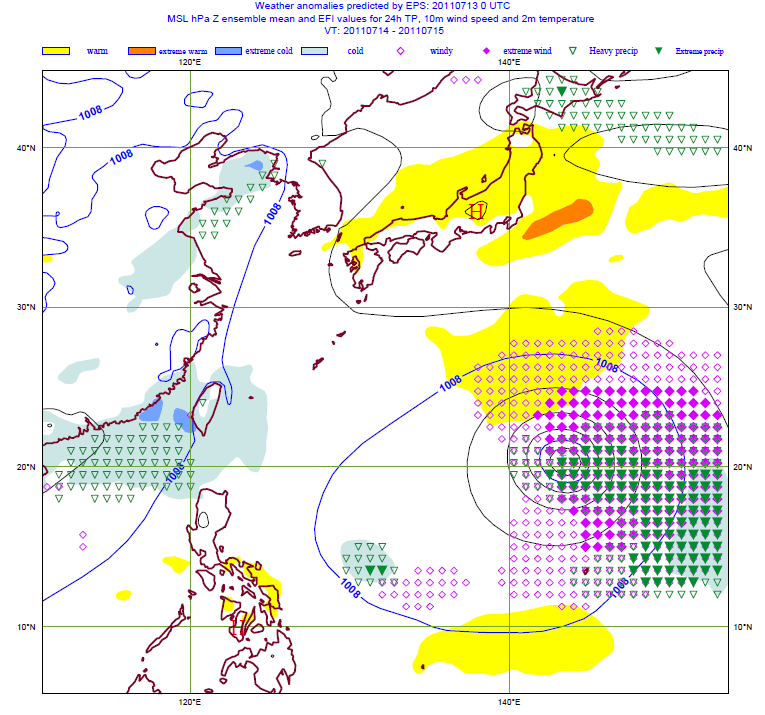 Weather anomalies predicted by EPS: 20110713 0 UTC
MSL hPa Z ensemble mean and EFI values for 24h TP, 10m wind speed and 2m temperature
VT: 20110714 - 20110715
warm extreme warm extreme cold cold windy extreme wind Heavy precip Extreme precip
120°E 140°E
1008
1008
40°N 40°N
1008
H
30°N 30°N
1008
1008
20°N 20°N
1008
1008
1008
10°N 10°N
120°E 140°E